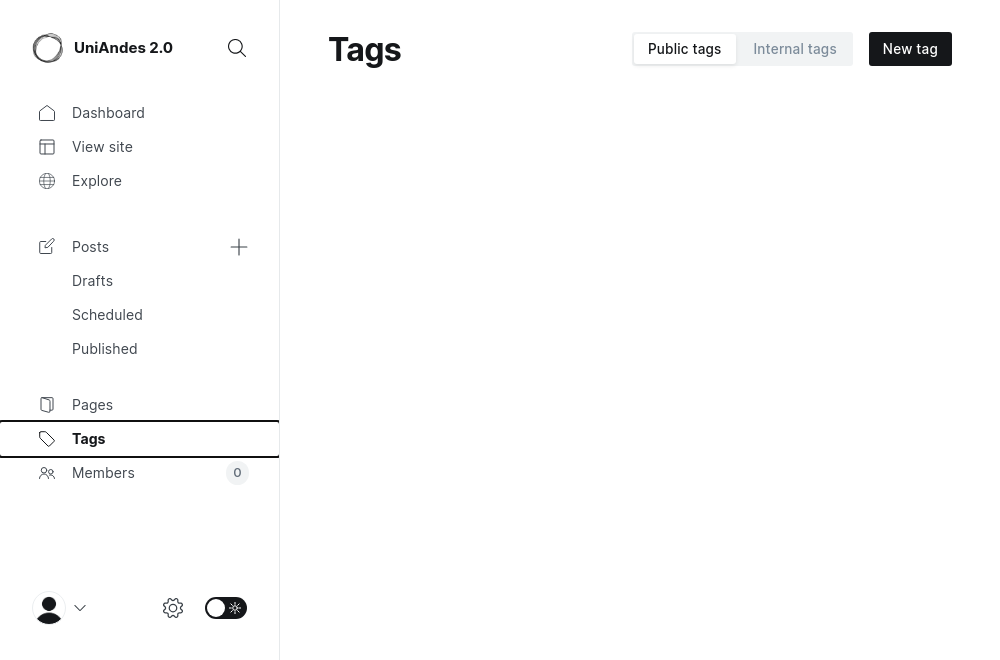 UniAndes 2.0
Dashboard
View site
Explore
Posts
Drafts
Scheduled
Published
Pages
Tags
Members 0
Tags
Public tags Internal tags New tag